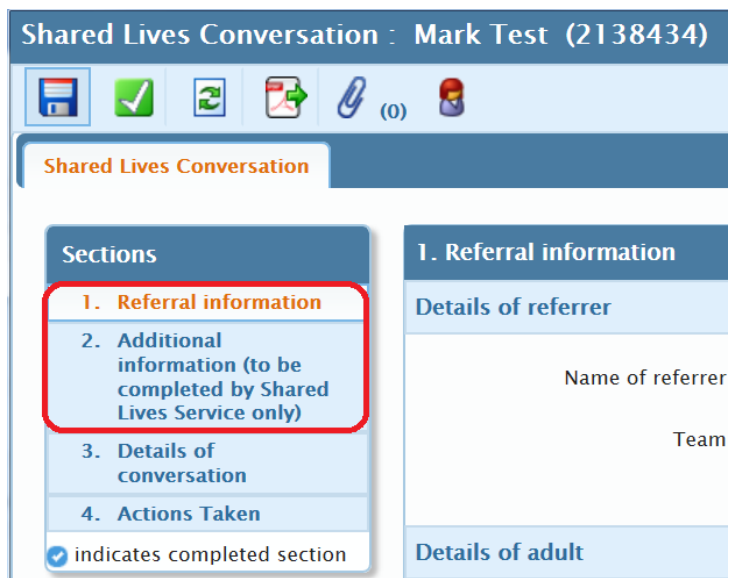 Shared Lives Conversation : Mark Test (2138434)
(0)
Shared Lives Conversation
Sections
1. Referral information
2. Additional
information (to be
completed by Shared
Lives Service only)
3. Details of
conversation
4. Actions Taken
indicates completed section
1. Referral information
Details of referrer
Name of referrer
Team
Details of adult